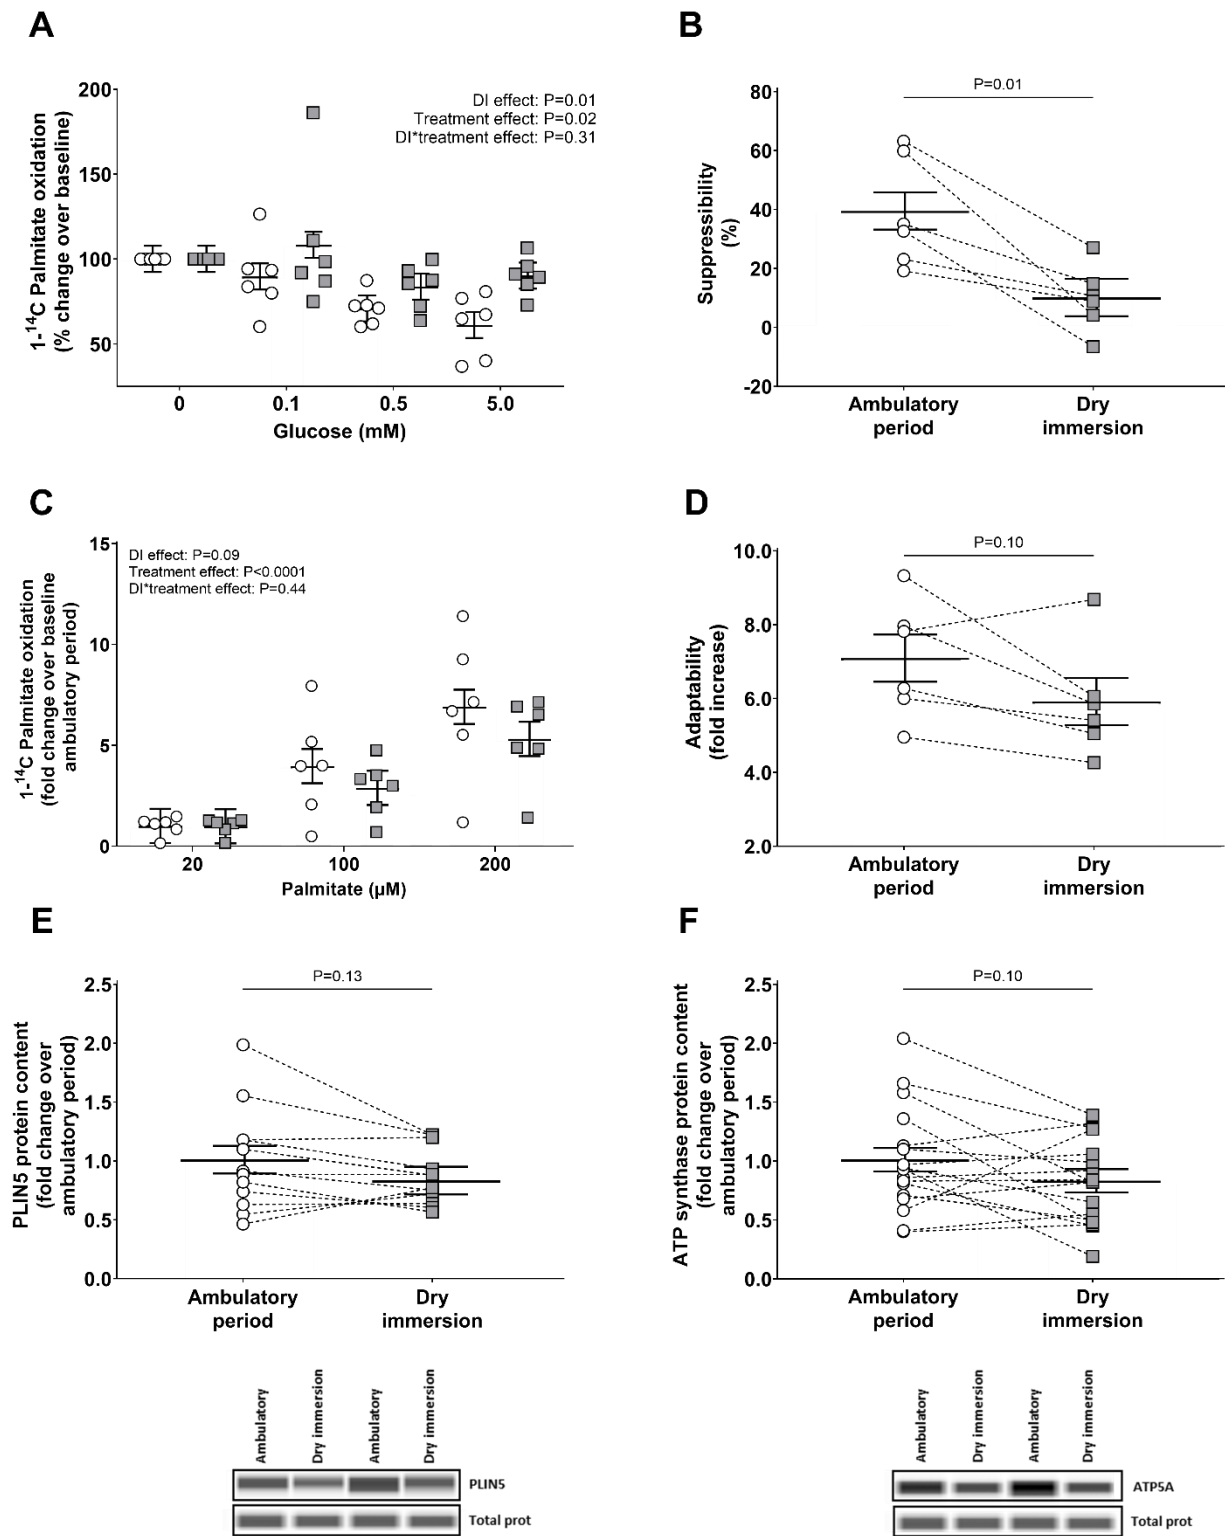 A
1-¹⁴C Palmitate oxidation
(% change over baseline)
200
150
100
50
DI effect: P=0.01
Treatment effect: P=0.02
DI*treatment effect: P=0.31
0
0.1
0.5
5.0
Glucose (mM)
B
Suppressibility
(%)
80
60
40
20
0
-20
P=0.01
Ambulatory
period
Dry
immersion
C
1-¹⁴C Palmitate oxidation
(fold change over baseline
ambulatory period)
15
10
5
0
DI effect: P=0.09
Treatment effect: P<0.0001
DI*treatment effect: P=0.44
20
100
200
Palmitate (µM)
D
Adaptability
(fold increase)
10.0
8.0
6.0
4.0
2.0
P=0.10
Ambulatory
period
Dry
immersion
E
PLIN5 protein content
(fold change over
ambulatory period)
2.5
2.0
1.5
1.0
0.5
0.0
P=0.13
Ambulatory
period
Dry
immersion
Ambulatory
Dry immersion
Ambulatory
Dry immersion
PLIN5
Total prot
F
ATP synthase protein content
(fold change over
ambulatory period)
2.5
2.0
1.5
1.0
0.5
0.0
P=0.10
Ambulatory
period
Dry
immersion
Ambulatory
Dry immersion
Ambulatory
Dry immersion
ATP5A
Total prot